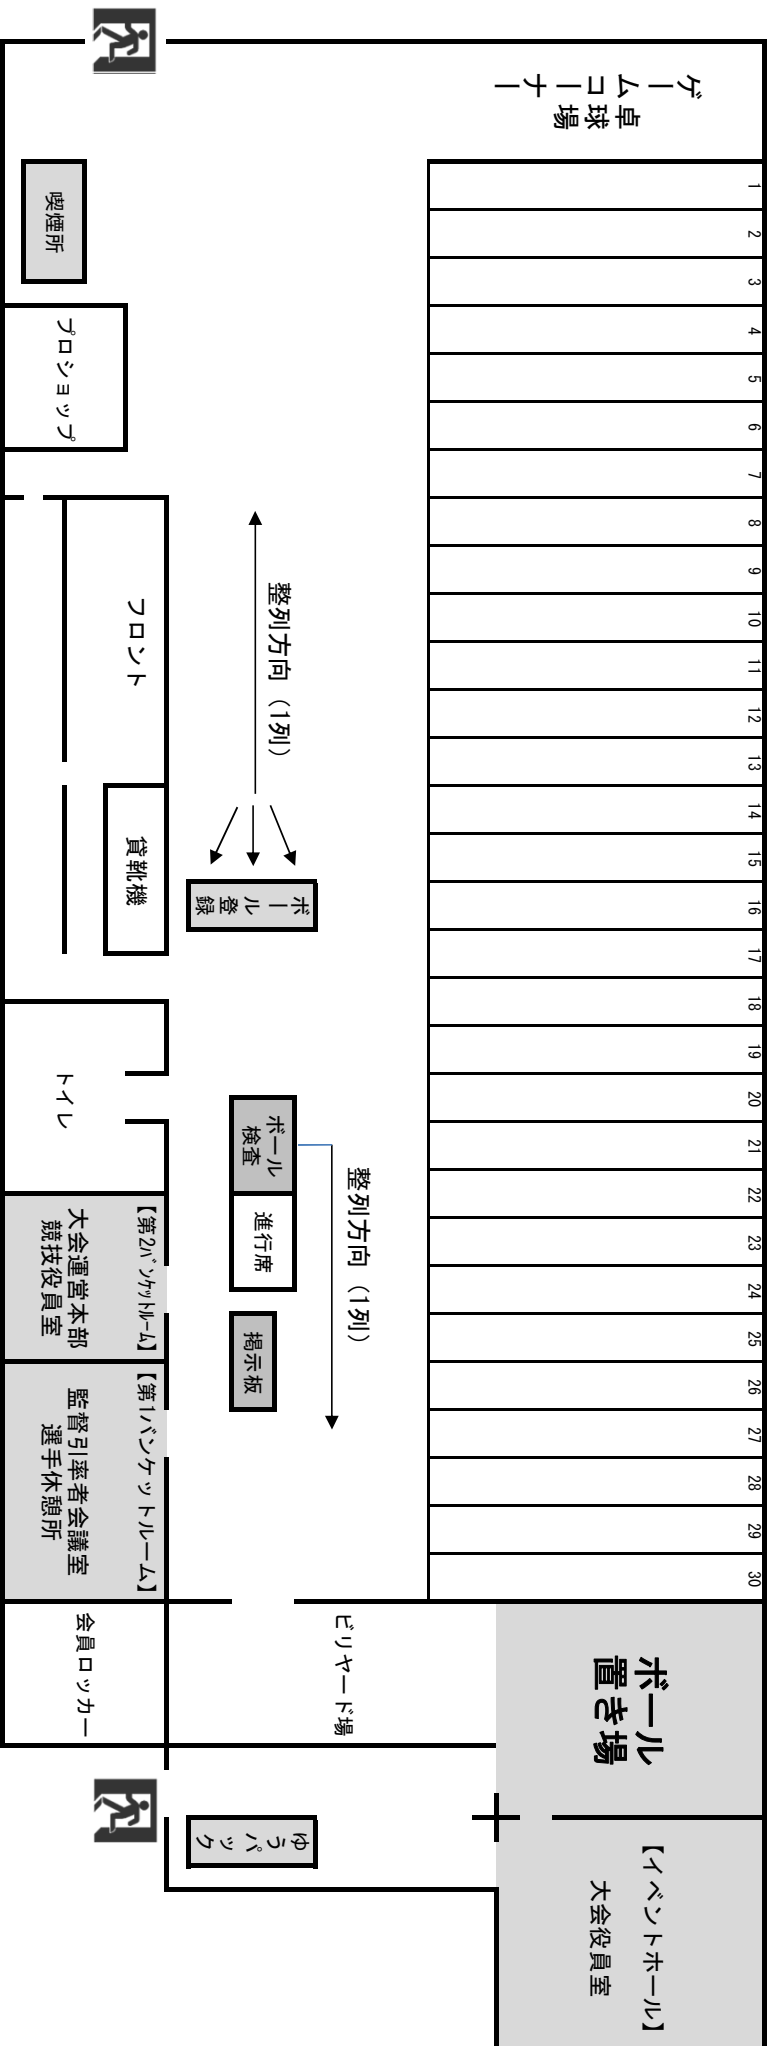 ゲームコーナー
卓球場
1
2
3
4
5
6
7
8
9
10
11
12
13
14
15
16
17
18
19
20
21
22
23
24
25
26
27
28
29
30
喫煙所
プロショップ
フロント
貸靴機
整列方向（1列）
ボール登録
トイレ
ボール
検査
進行席
掲示板
整列方向（1列）
【第2バンケットルーム】
大会運営本部
競技役員室
【第1バンケットルーム】
監督引率者会議室
選手休憩所
会員ロッカー
ビリヤード場
ボール
置き場
ゆうパック
【イベントホール】
大会役員室